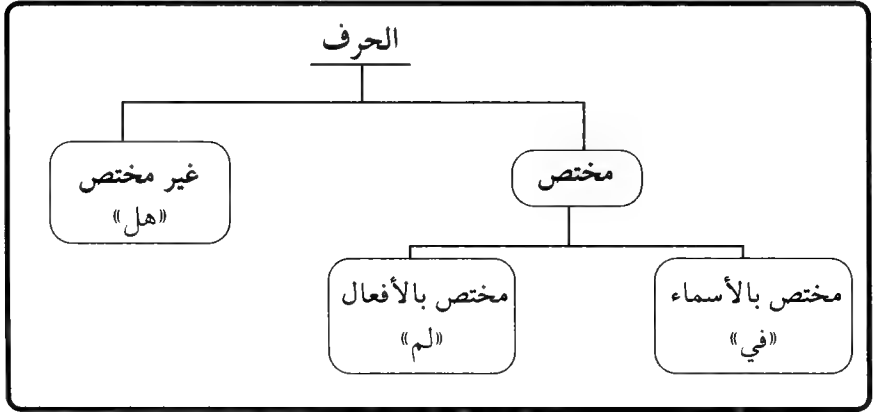 الحرف
مختص
غير مختص
«هل»
مختص بالأسماء
«في»
مختص بالأفعال
«لم»